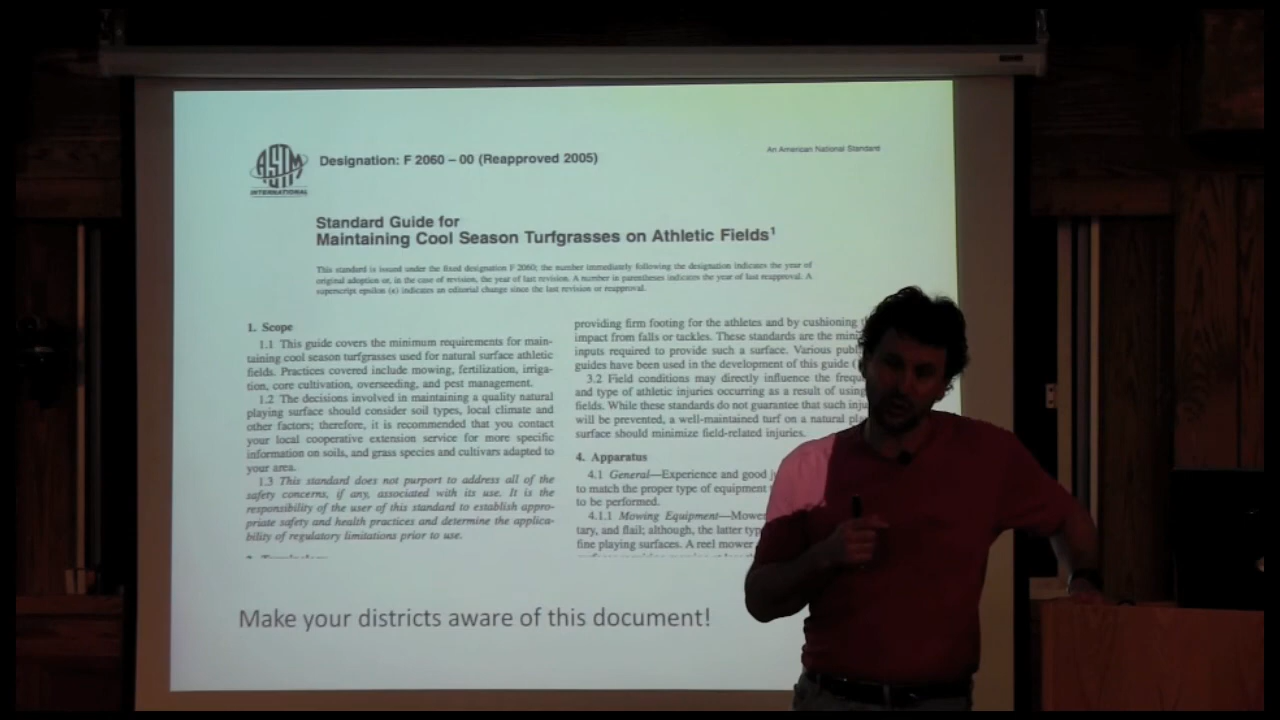 ASTM
INTERNATIONAL
Designation: F 2060 – 00 (Reapproved 2005)
An American National Standard
Standard Guide for
Maintaining Cool Season Turfgrasses on Athletic Fields¹
This standard is issued under the fixed designation F 2060; the number immediately following the designation indicates the year of
original adoption or, in the case of revision, the year of last revision. A number in parentheses indicates the year of last reapproval. A
superscript epsilon (ε) indicates an editorial change since the last revision or reapproval.
1. Scope
1.1 This guide covers the minimum requirements for main-
taining cool season turfgrasses used for natural surface athletic
fields. Practices covered include mowing, fertilization, irriga-
tion, core cultivation, overseeding, and pest management.
1.2 The decisions involved in maintaining a quality natural
playing surface should consider soil types, local climate and
other factors; therefore, it is recommended that you contact
your local cooperative extension service for more specific
information on soils, and grass species and cultivars adapted to
your area.
1.3 This standard does not purport to address all of the
safety concerns, if any, associated with its use. It is the
responsibility of the user of this standard to establish appro-
priate safety and health practices and determine the applica-
bility of regulatory limitations prior to use.
providing firm footing for the athletes and by cushioning
impact from falls or tackles. These standards are the
inputs required to provide such a surface. Various
guides have been used in the development of this guide
3.2 Field conditions may directly influence the
and type of athletic injuries occurring as a result of using
fields. While these standards do not guarantee that such
will be prevented, a well-maintained turf on a natural
surface should minimize field-related injuries.
4. Apparatus
4.1 General—Experience and good
to match the proper type of equipment
to be performed.
4.1.1 Mowing Equipment—
tary, and flail; although, the latter
fine playing surfaces. A reel mower
Make your districts aware of this document!